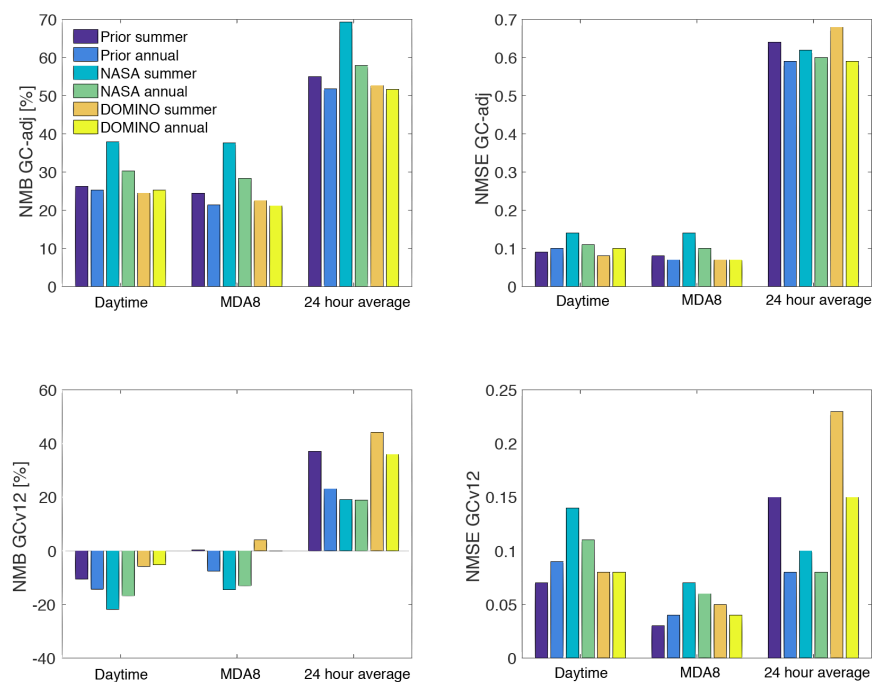 NMB GC-adj [%]
70
60
50
40
30
20
10
0
Prior summer
Prior annual
NASA summer
NASA annual
DOMINO summer
DOMINO annual
Daytime MDA8 24 hour average
NMSE GC-adj
0.7
0.6
0.5
0.4
0.3
0.2
0.1
0
Daytime MDA8 24 hour average
NMB GCv12 [%]
60
40
20
0
-20
-40
Daytime MDA8 24 hour average
NMSE GCv12
0.25
0.2
0.15
0.1
0.05
0
Daytime MDA8 24 hour average